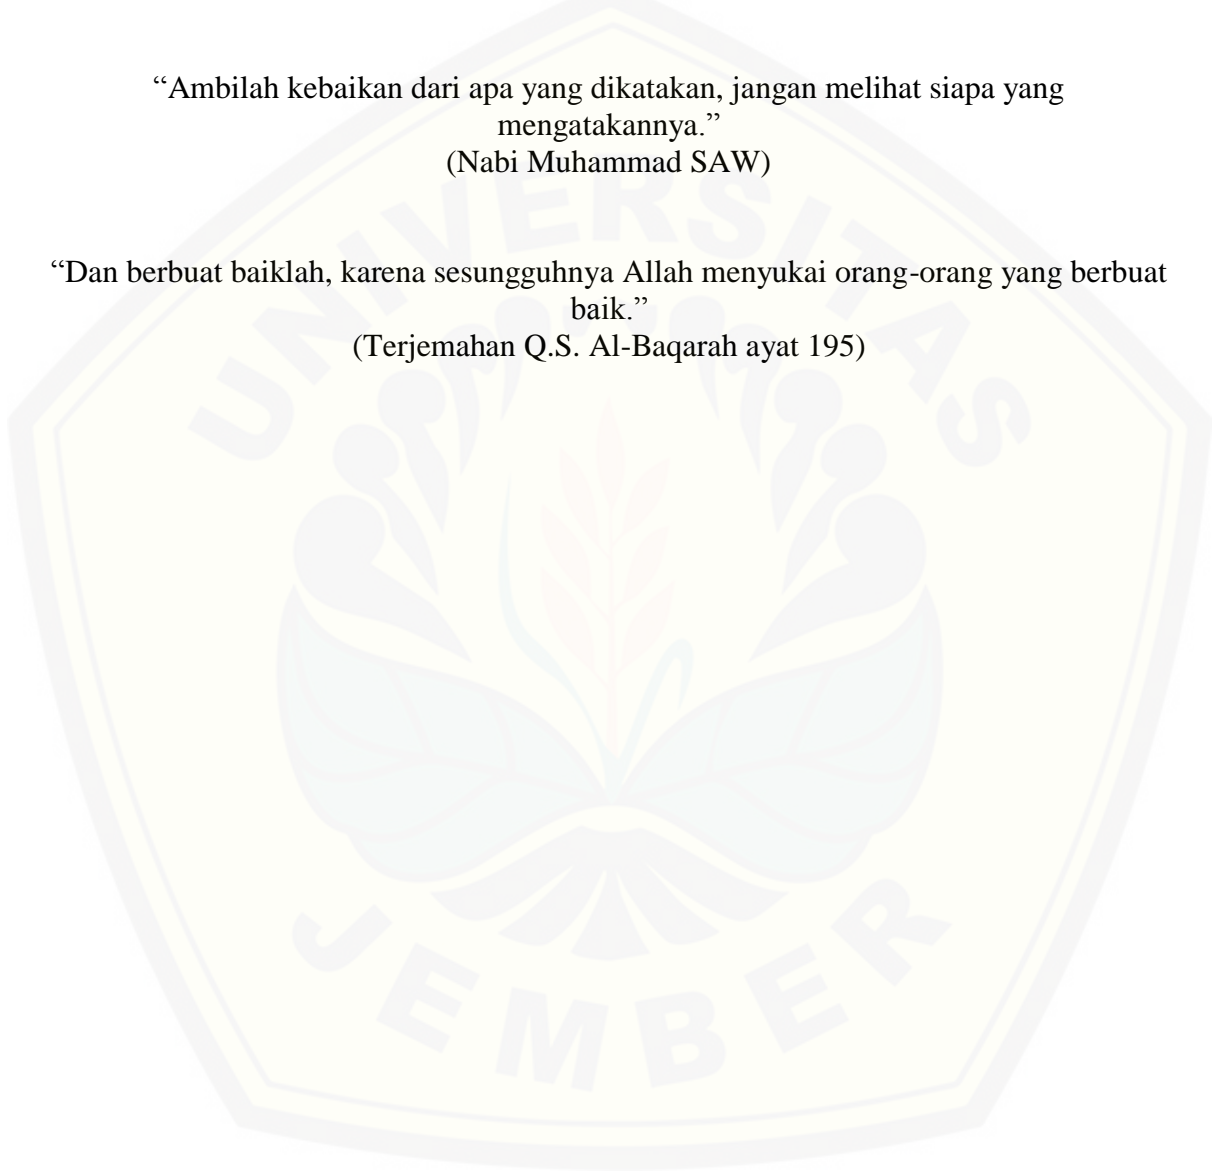 “Ambilah kebaikan dari apa yang dikatakan, jangan melihat siapa yang
mengatakannya.”
(Nabi Muhammad SAW)
“Dan berbuat baiklah, karena sesungguhnya Allah menyukai orang-orang yang berbuat
baik.”
(Terjemahan Q.S. Al-Baqarah ayat 195)
UNIVERSITAS
JEMBER